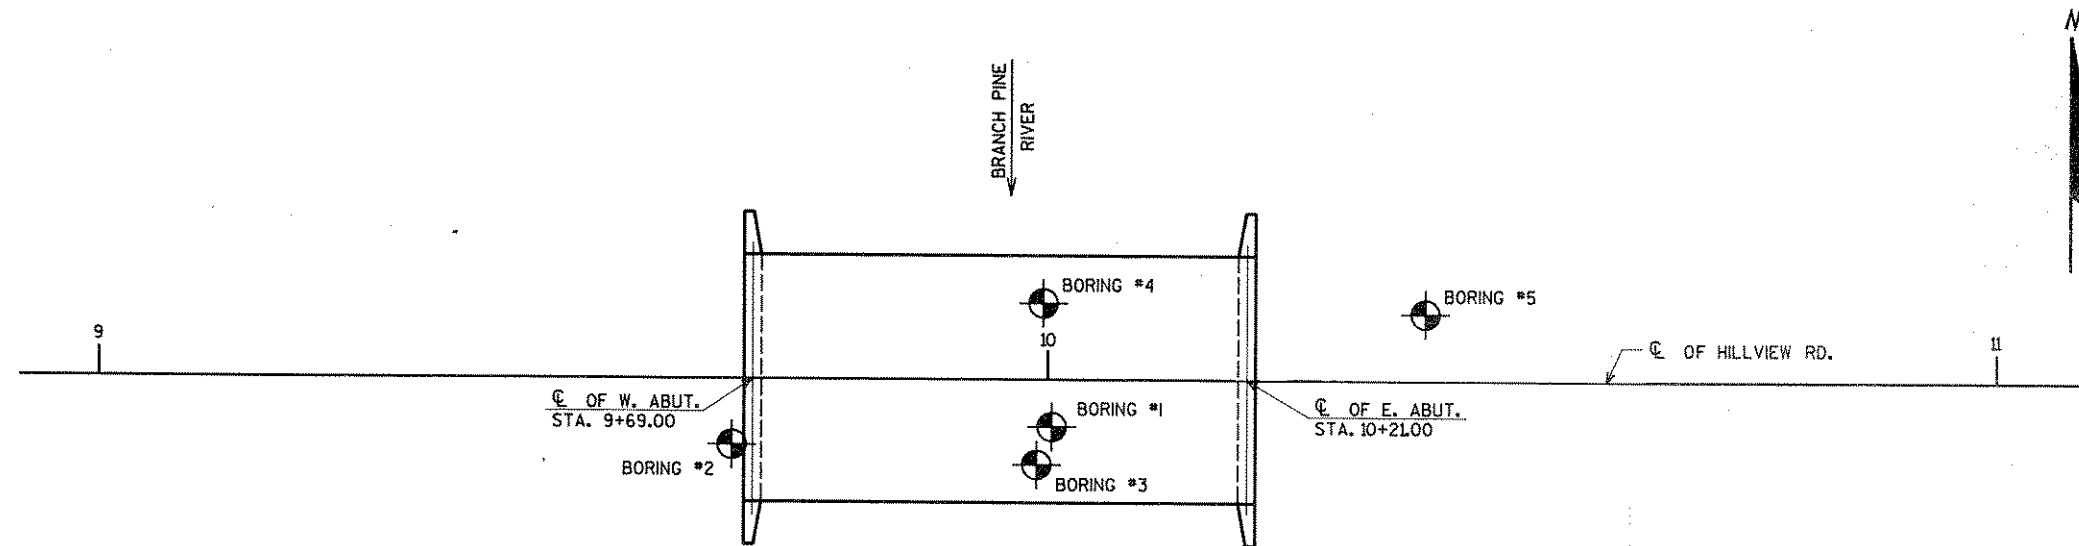 N
BRANCH PINE
RIVER
BORING #4
BORING #5
9
10
11
℄ OF HILLVIEW RD.
℄ OF W. ABUT.
STA. 9+69.00
BORING #1
℄ OF E. ABUT.
STA. 10+21.00
BORING #2
BORING #3